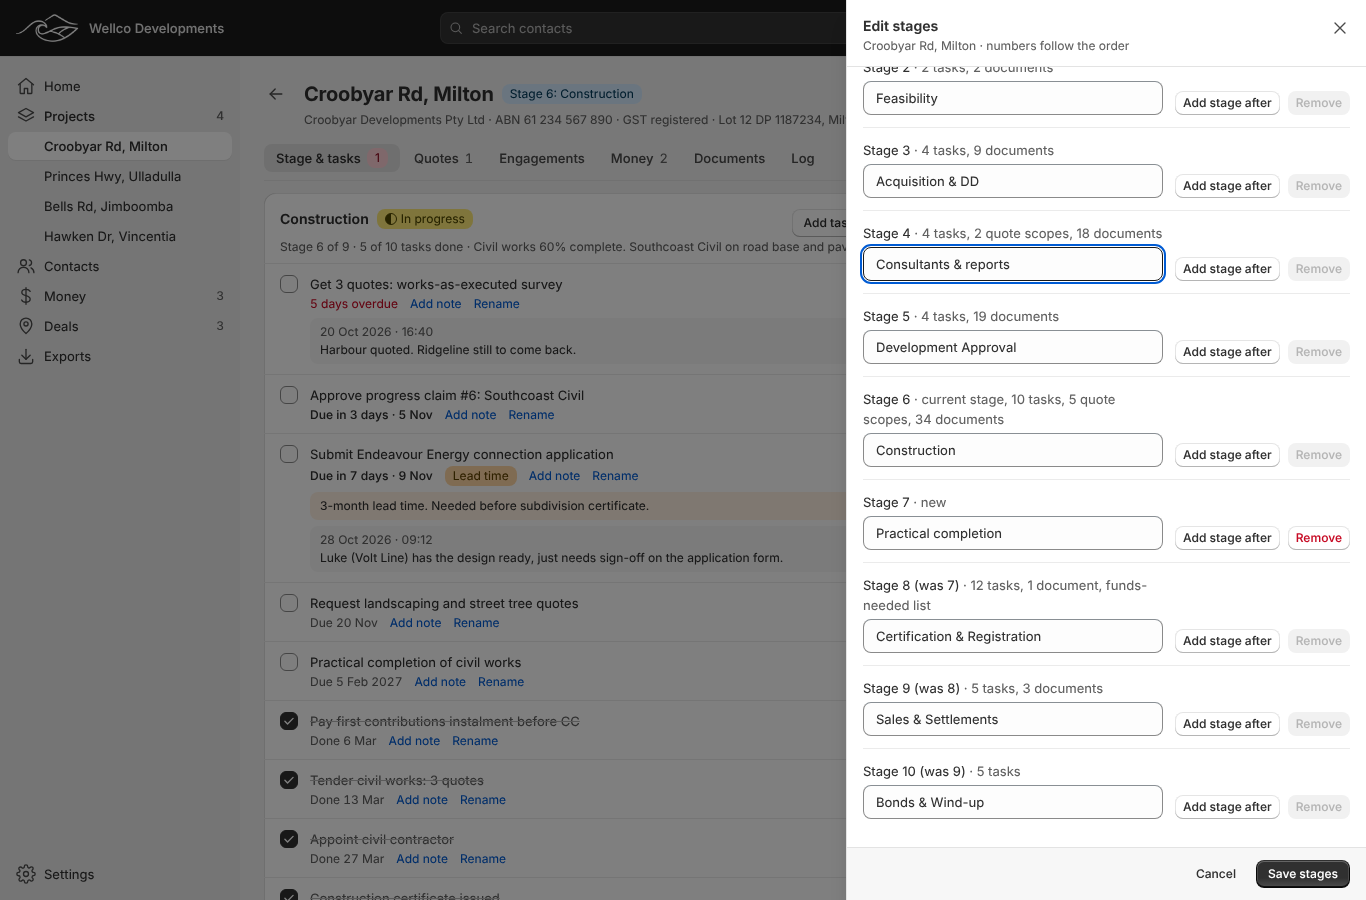 Wellco Developments
Search contacts
Home
Projects 4
Croobyar Rd, Milton
Princes Hwy, Ulladulla
Bells Rd, Jimboomba
Hawken Dr, Vincentia
Contacts
Money 3
Deals 3
Exports
Settings
Croobyar Rd, Milton Stage 6: Construction
Croobyar Developments Pty Ltd · ABN 61 234 567 890 · GST registered · Lot 12 DP 1187234, Mil
Stage & tasks 1 Quotes 1 Engagements Money 2 Documents Log
Construction In progress Add tas
Stage 6 of 9 · 5 of 10 tasks done · Civil works 60% complete. Southcoast Civil on road base and pav
Get 3 quotes: works-as-executed survey
5 days overdue Add note Rename
20 Oct 2026 · 16:40
Harbour quoted. Ridgeline still to come back.
Approve progress claim #6: Southcoast Civil
Due in 3 days · 5 Nov Add note Rename
Submit Endeavour Energy connection application
Due in 7 days · 9 Nov Lead time Add note Rename
3-month lead time. Needed before subdivision certificate.
28 Oct 2026 · 09:12
Luke (Volt Line) has the design ready, just needs sign-off on the application form.
Request landscaping and street tree quotes
Due 20 Nov Add note Rename
Practical completion of civil works
Due 5 Feb 2027 Add note Rename
Pay first contributions instalment before CC
Done 6 Mar Add note Rename
Tender civil works: 3 quotes
Done 13 Mar Add note Rename
Appoint civil contractor
Done 27 Mar Add note Rename
Construction certificate issued
Edit stages
Croobyar Rd, Milton · numbers follow the order
Stage 2 · 2 tasks, 2 documents
Feasibility Add stage after Remove
Stage 3 · 4 tasks, 9 documents
Acquisition & DD Add stage after Remove
Stage 4 · 4 tasks, 2 quote scopes, 18 documents
Consultants & reports Add stage after Remove
Stage 5 · 4 tasks, 19 documents
Development Approval Add stage after Remove
Stage 6 · current stage, 10 tasks, 5 quote
scopes, 34 documents
Construction Add stage after Remove
Stage 7 · new
Practical completion Add stage after Remove
Stage 8 (was 7) · 12 tasks, 1 document, funds-
needed list
Certification & Registration Add stage after Remove
Stage 9 (was 8) · 5 tasks, 3 documents
Sales & Settlements Add stage after Remove
Stage 10 (was 9) · 5 tasks
Bonds & Wind-up Add stage after Remove
Cancel Save stages